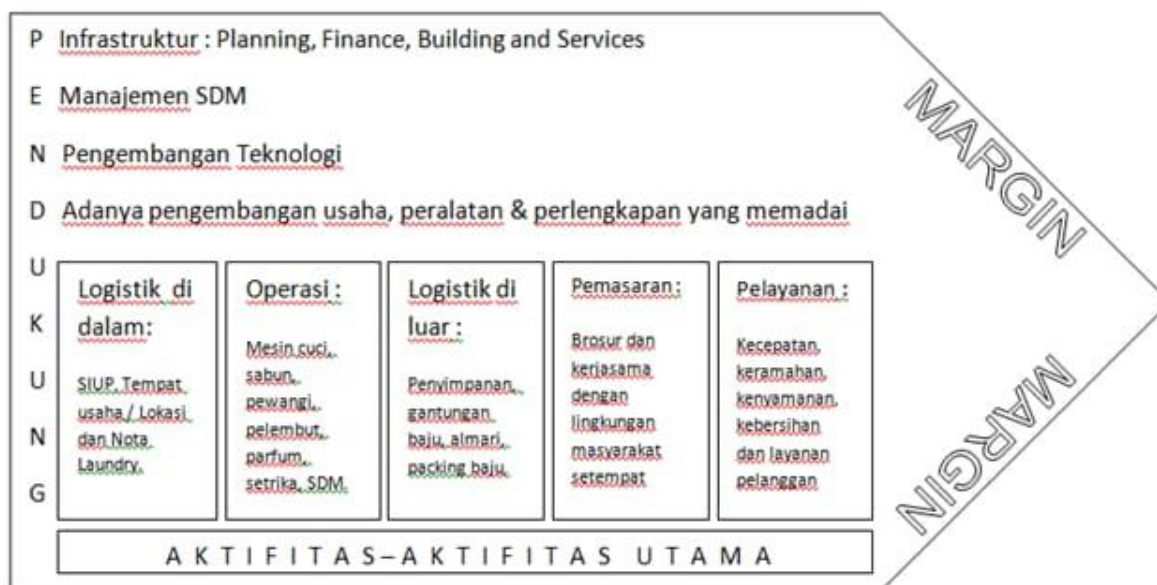 P Infrastruktur : Planning, Finance, Building and Services
E Manajemen SDM
N Pengembangan Teknologi
D Adanya pengembangan usaha, peralatan & perlengkapan yang memadai
U
K
U
N
G
Logistik di
dalam:
SIUP, Tempat
usaha / Lokasi
dan Nota
Laundry.
Operasi :
Mesin cuci,
sabun,
pewangi,
pelembut,
parfum,
setrika, SDM
Logistik di
luar :
Penyimpanan,
gantungan
baju, almari,
packing baju,
Pemasaran :
Brosur dan
kerjasama
dengan
lingkungan
masyarakat
setempat
Pelayanan :
Kecepatan,
keramahan,
kenyamanan,
kebersihan
dan layanan
pelanggan
AKTIFITAS–AKTIFITAS UTAMA
MARGIN
MARGIN